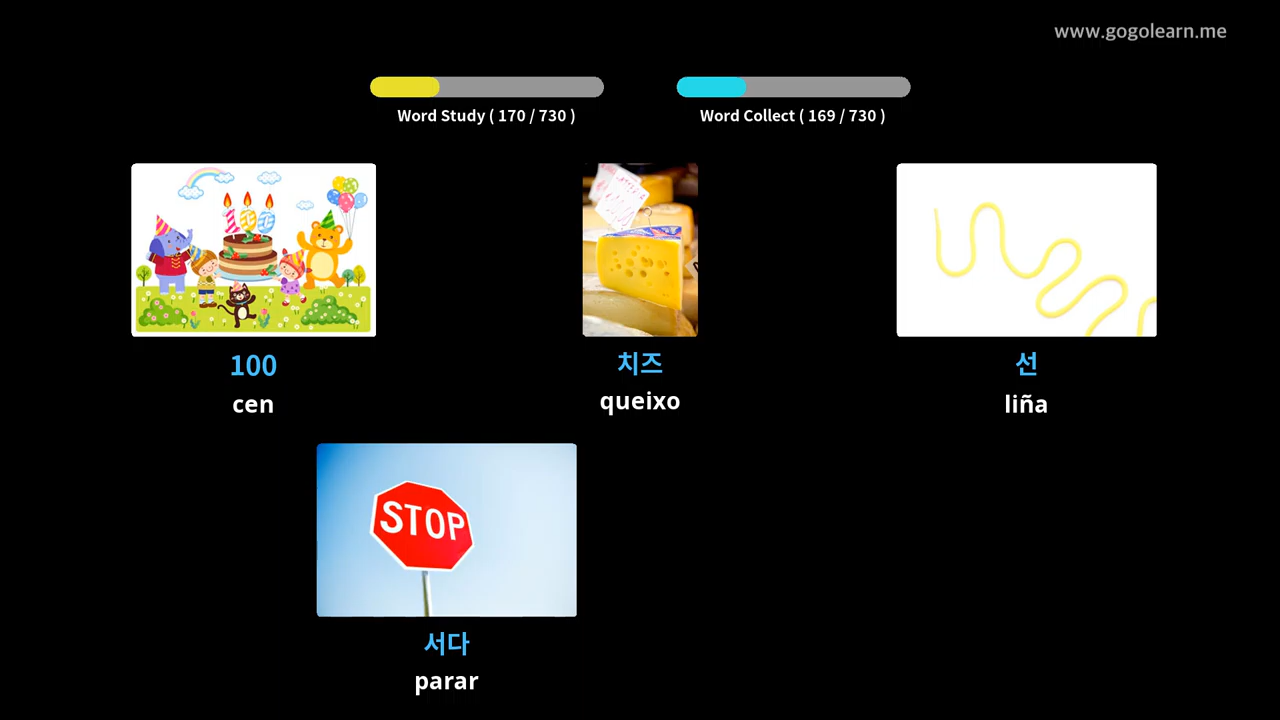 www.gogolearn.me
Word Study ( 170 / 730 )
Word Collect ( 169 / 730 )
100
100
cen
치즈
queixo
선
liña
STOP
서다
parar